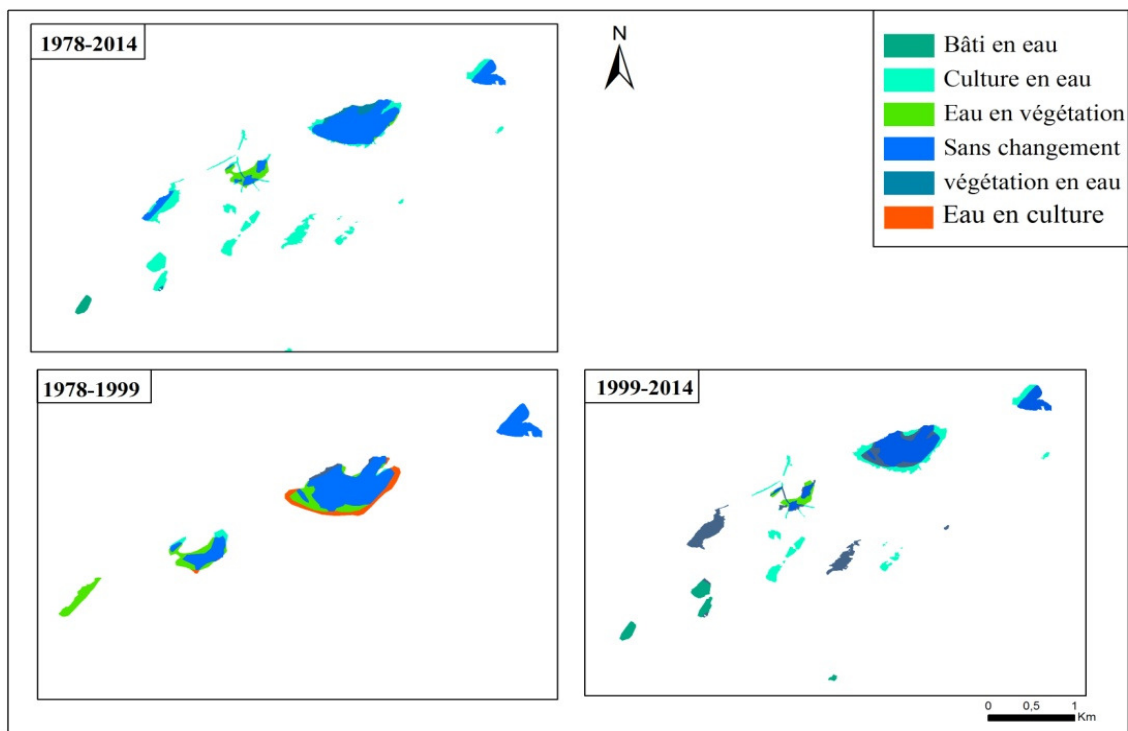 1978-2014
N
Bâti en eau
Culture en eau
Eau en végétation
Sans changement
végétation en eau
Eau en culture
1978-1999
1999-2014
0 0,5 1
Km